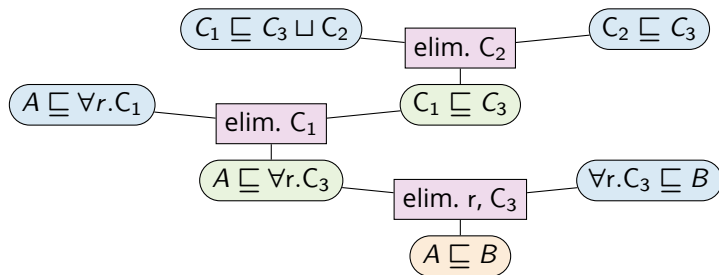 C₁ ⊑ C₃ ⊔ C₂
C₂ ⊑ C₃
elim. C₂
A ⊑ ∀r.C₁
C₁ ⊑ C₃
elim. C₁
A ⊑ ∀r.C₃
∀r.C₃ ⊑ B
elim. r, C₃
A ⊑ B